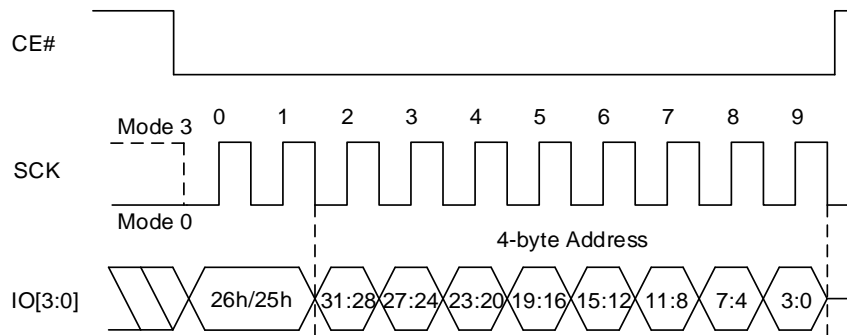 CE#
Mode 3 0 1 2 3 4 5 6 7 8 9
SCK
Mode 0
4-byte Address
IO[3:0] 26h/25h 31:28 27:24 23:20 19:16 15:12 11:8 7:4 3:0